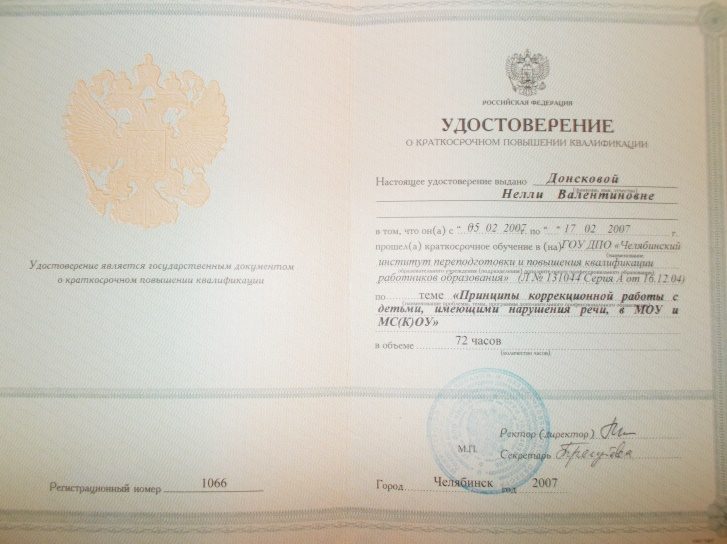 Удостоверение является государственным документом
о краткосрочном повышении квалификации
Регистрационный номер 1066
РОССИЙСКАЯ ФЕДЕРАЦИЯ
УДОСТОВЕРЕНИЕ
О КРАТКОСРОЧНОМ ПОВЫШЕНИИ КВАЛИФИКАЦИИ
Настоящее удостоверение выдано Донсковой
(фамилия, имя, отчество)
Нелли Валентиновне
в том, что он(а) с " 05 02 2007 г. по " 17 02 2007 г.
прошел(а) краткосрочное обучение в (на) ГОУ ДПО «Челябинский
(наименование
институт переподготовки и повышения квалификации
образовательного учреждения (подразделения) дополнительного профессионального образования)
работников образования» (Л № 131044 Серия А от 16.12.04)
по теме «Принципы коррекционной работы с
(наименование проблемы, темы, программы дополнительного профессионального образования)
детьми, имеющими нарушения речи, в МОУ и
МС(К)ОУ»
в объеме 72 часов
(количество часов)
Ректор (директор)
М.П.
Секретарь
Город Челябинск год 2007